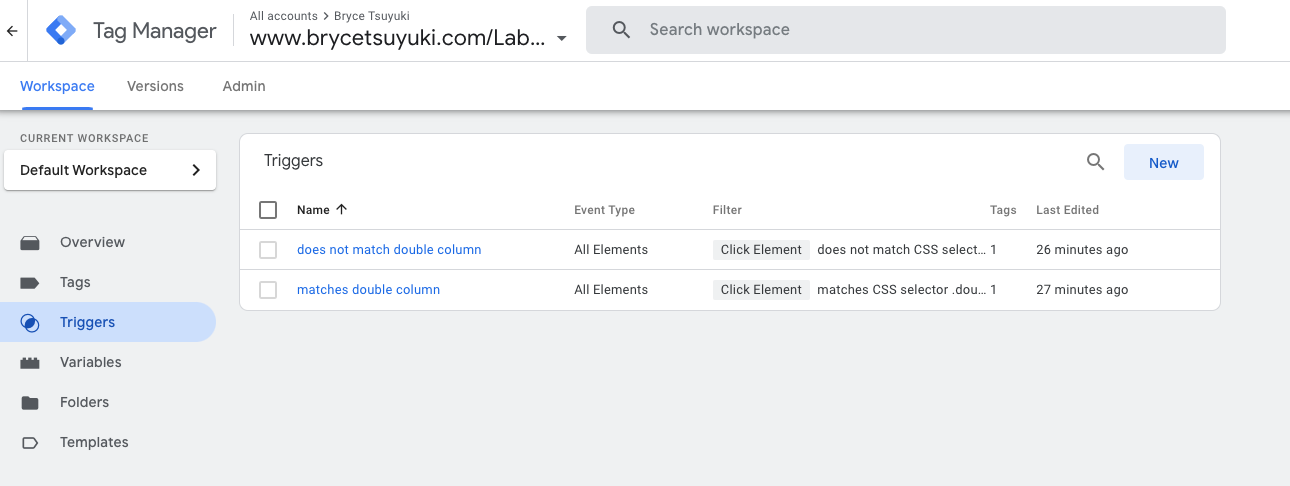 Tag Manager
All accounts > Bryce Tsuyuki
www.brycetsuyuki.com/Lab...
Search workspace
Workspace Versions Admin
CURRENT WORKSPACE
Default Workspace
Overview
Tags
Triggers
Variables
Folders
Templates
Triggers
New
Name Event Type Filter Tags Last Edited
does not match double column All Elements Click Element does not match CSS select... 1 26 minutes ago
matches double column All Elements Click Element matches CSS selector .dou... 1 27 minutes ago